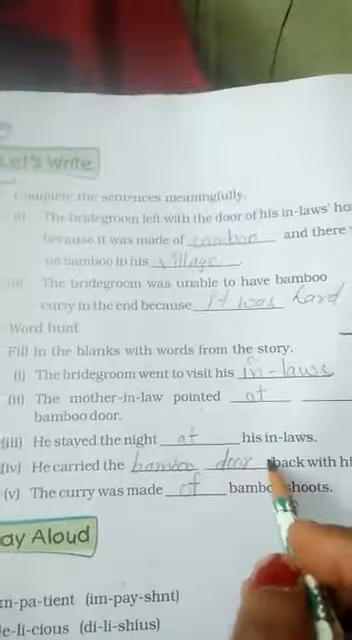 Let's Write
Complete the sentences meaningfully.
(i) The bridegroom left with the door of his in-laws' ho
because it was made of bamboo and there
no bamboo in his village.
(ii) The bridegroom was unable to have bamboo
curry in the end because it was hard
Word hunt
Fill in the blanks with words from the story.
(i) The bridegroom went to visit his in-laws
(ii) The mother-in-law pointed at
bamboo door.
(iii) He stayed the night at his in-laws.
(iv) He carried the bamboo door back with hi
(v) The curry was made of bamboo shoots.
ay Aloud
m-pa-tient (im-pay-shnt)
e-li-cious (di-li-shius)